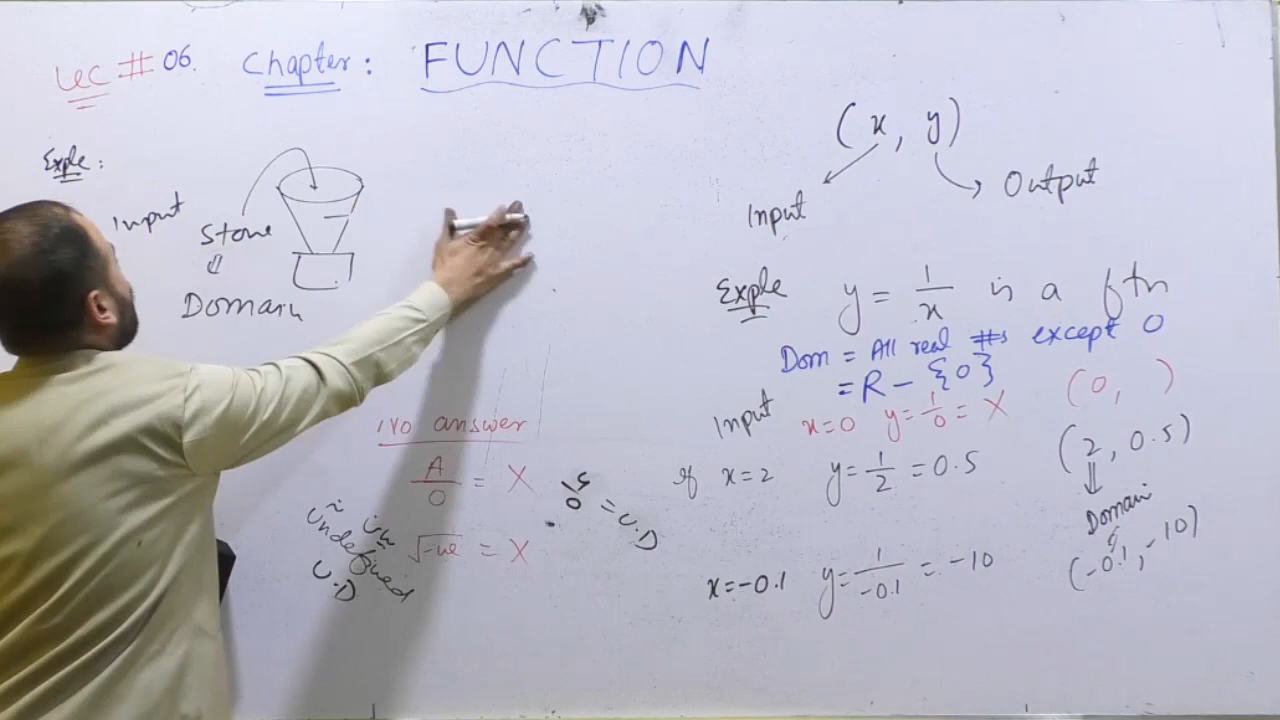 Lec # 06. Chapter: FUNCTION
Exple:
Input
Stone
⇓
Domain
(x, y)
Input
Output
Exple y = 1/x is a ftn
Dom = All real #s except 0
= R - {0}
Input x=0 y=1/0 = X (0, )
If x=2 y=1/2 = 0.5 (2, 0.5)
⇓
Domain
x=-0.1 y=1/-0.1 = -10 (-0.1, -10)
No answer
A/0 = X
√-ve = X
undefined
U.D
5/0 = U.D